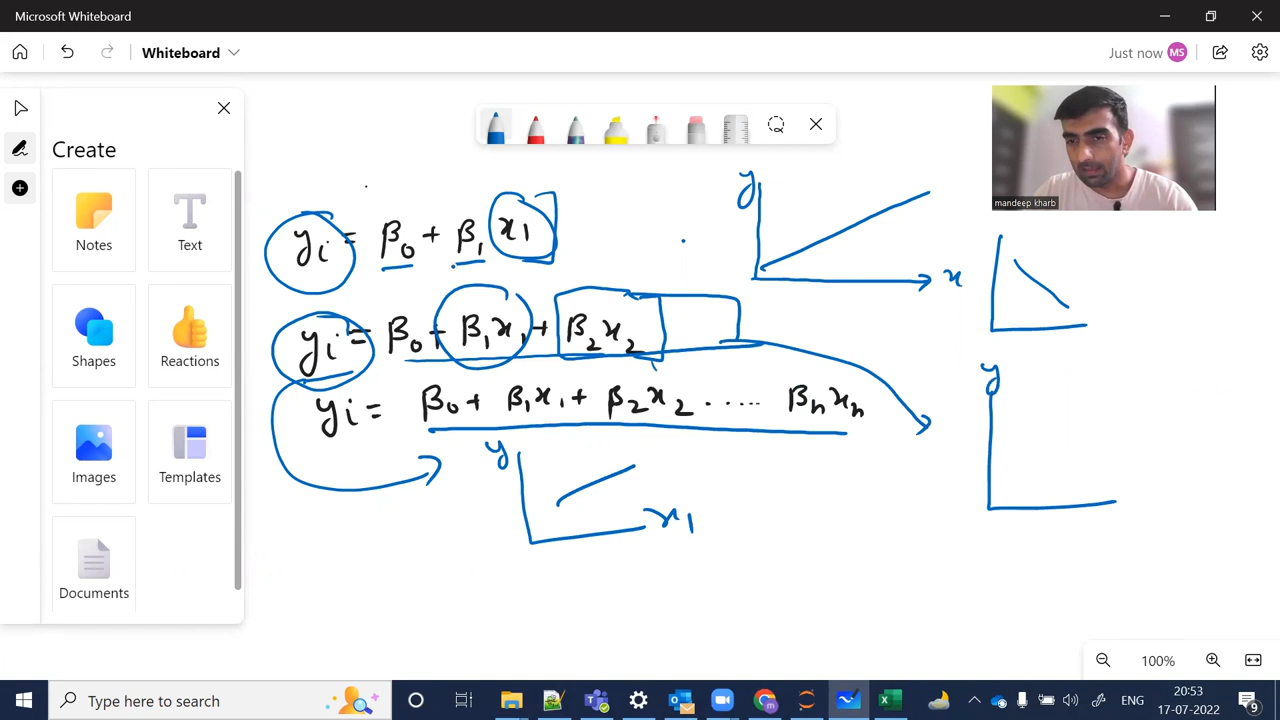 Microsoft Whiteboard
Whiteboard
Just now MS
Create
Notes
Text
Shapes
Reactions
Images
Templates
Documents
mandeep kharb
yi = β0 + β1 x1
yi = β0 + β1x1 + β2x2
yi = β0 + β1x1 + β2x2 ...... βnxn
y
x
y
y
x1
100%
Type here to search
ENG
20:53
17-07-2022
9